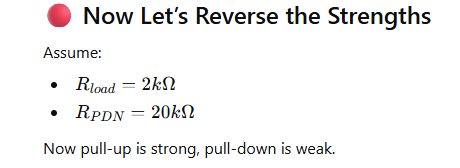 🔴 Now Let’s Reverse the Strengths
Assume:
• R_load = 2kΩ
• R_PDN = 20kΩ
Now pull-up is strong, pull-down is weak.